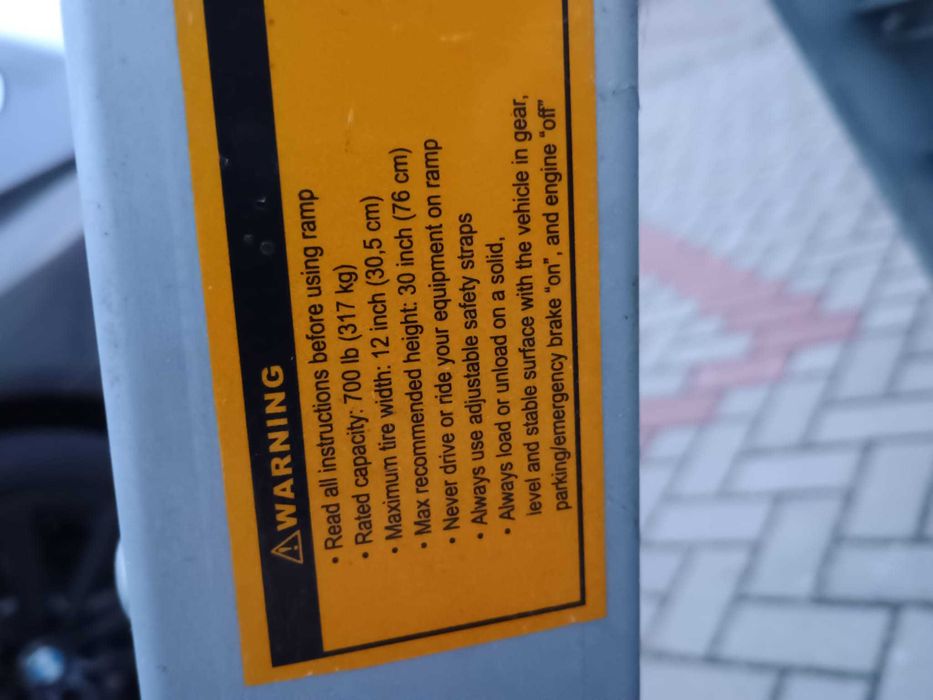 ⚠WARNING
• Read all instructions before using ramp
• Rated capacity: 700 lb (317 kg)
• Maximum tire width: 12 inch (30,5 cm)
• Max recommended height: 30 inch (76 cm)
• Never drive or ride your equipment on ramp
• Always use adjustable safety straps
• Always load or unload on a solid,
level and stable surface with the vehicle in gear,
parking/emergency brake “on”, and engine “off”